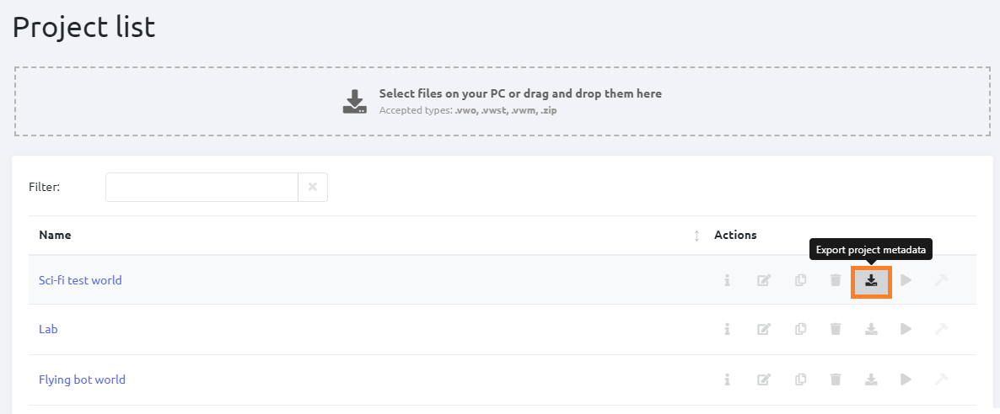 Project list
Select files on your PC or drag and drop them here
Accepted types: .vwo, .vwst, .vwm, .zip
Filter:
Name Actions
Export project metadata
Sci-fi test world
Lab
Flying bot world